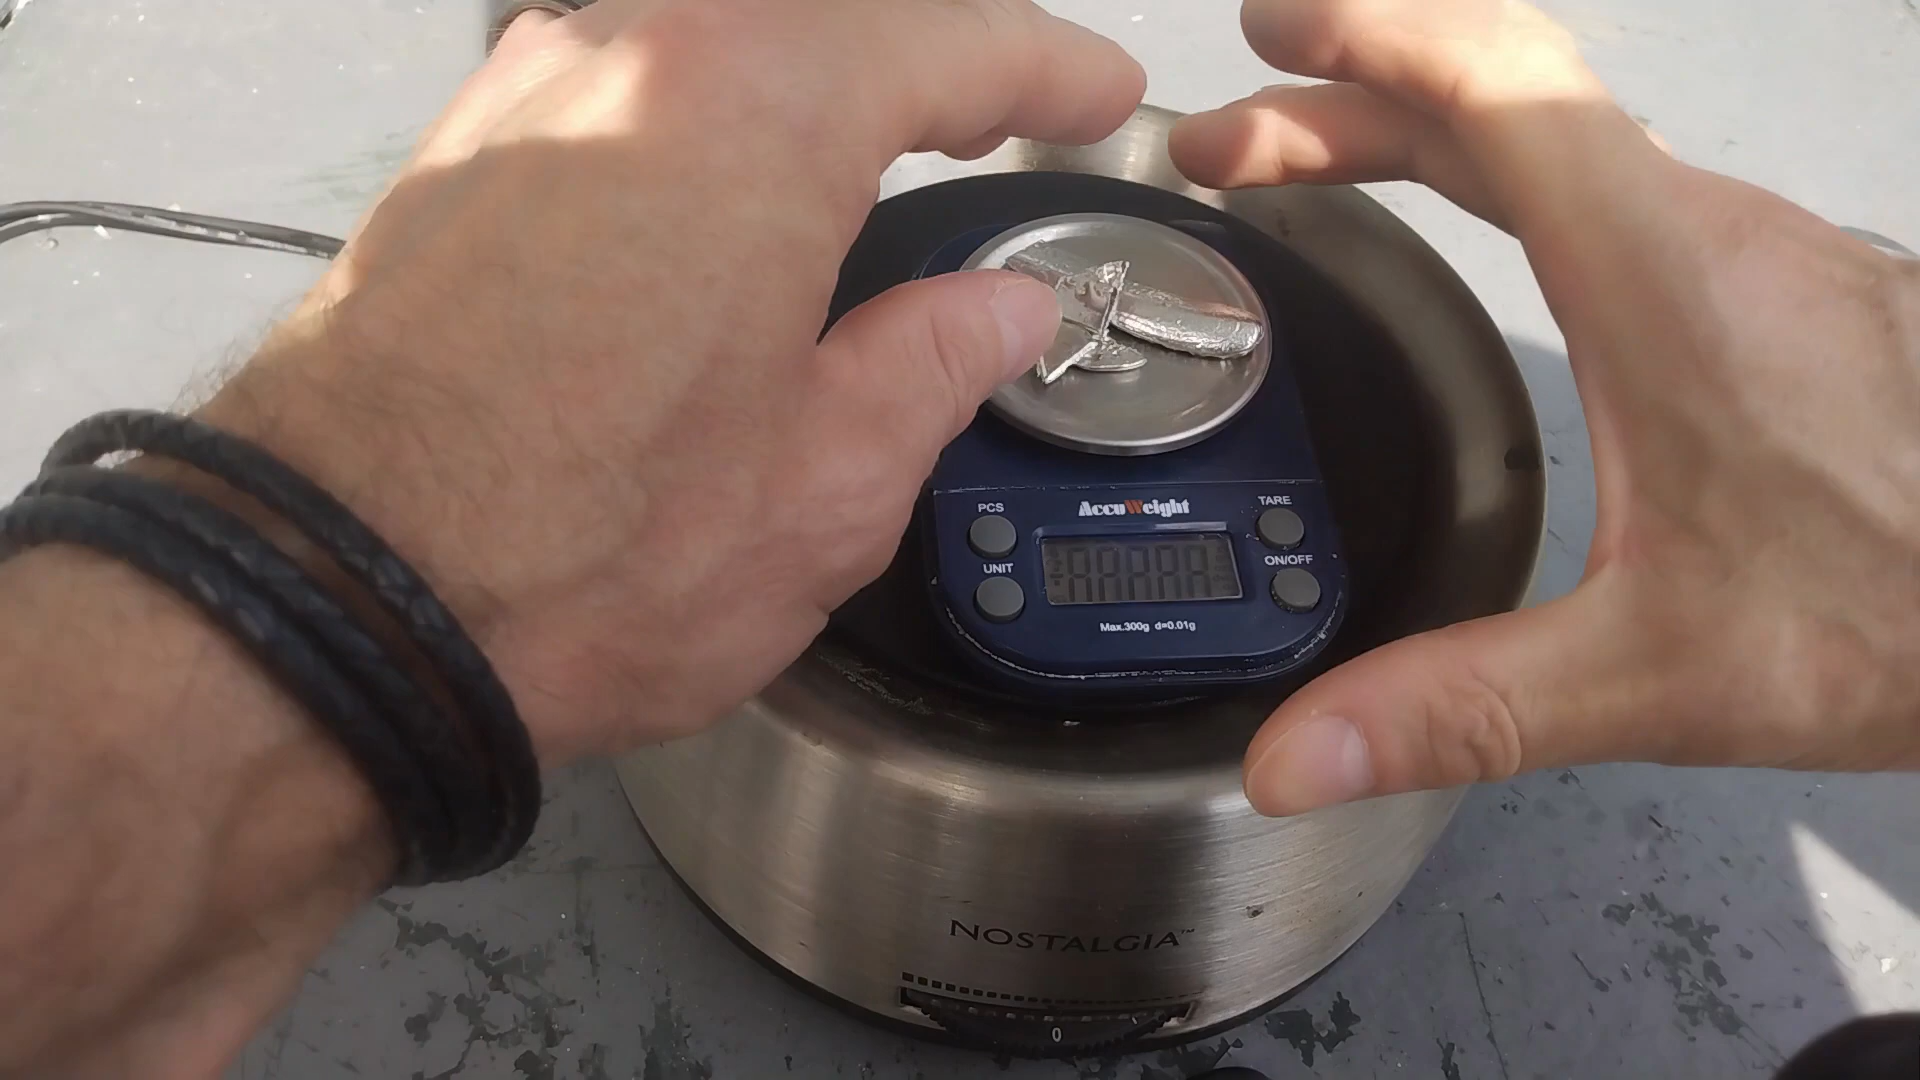 PCS
AccuWeight
TARE
UNIT
ON/OFF
Max.300g d=0.01g
NOSTALGIA™
0